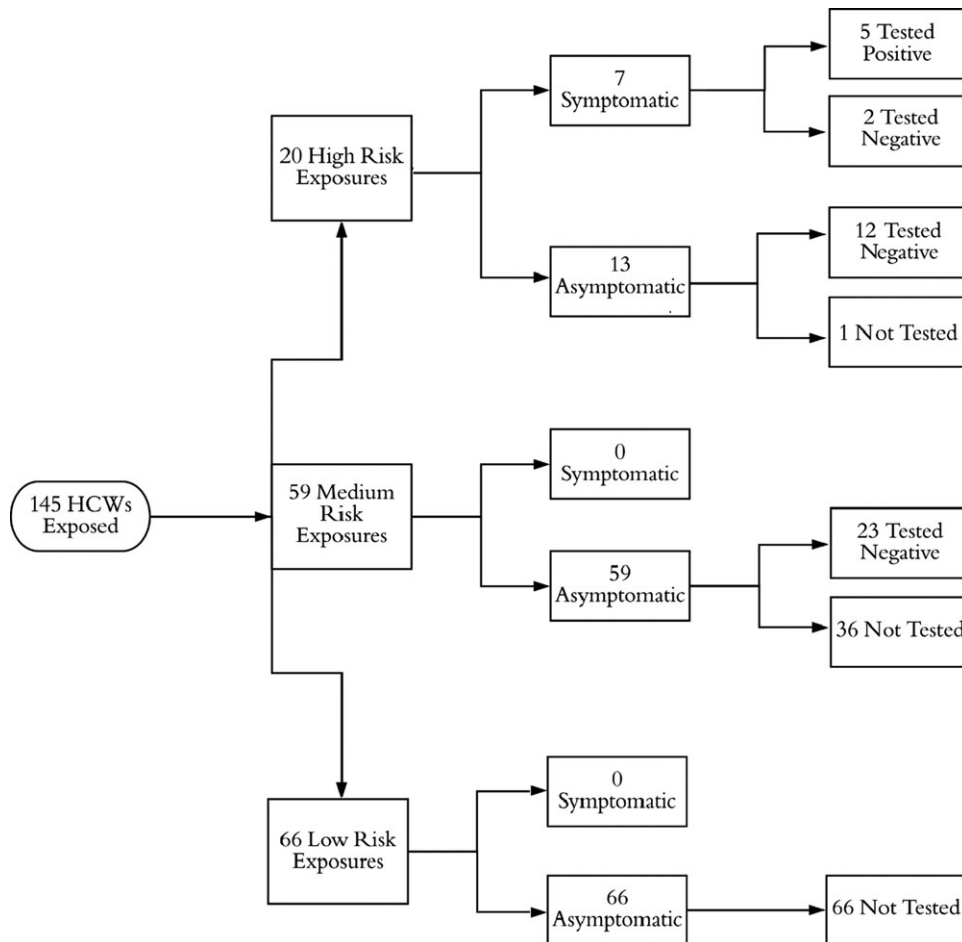 145 HCWs
Exposed
20 High Risk
Exposures
7
Symptomatic
5 Tested
Positive
2 Tested
Negative
13
Asymptomatic
12 Tested
Negative
1 Not Tested
59 Medium
Risk
Exposures
0
Symptomatic
59
Asymptomatic
23 Tested
Negative
36 Not Tested
66 Low Risk
Exposures
0
Symptomatic
66
Asymptomatic
66 Not Tested